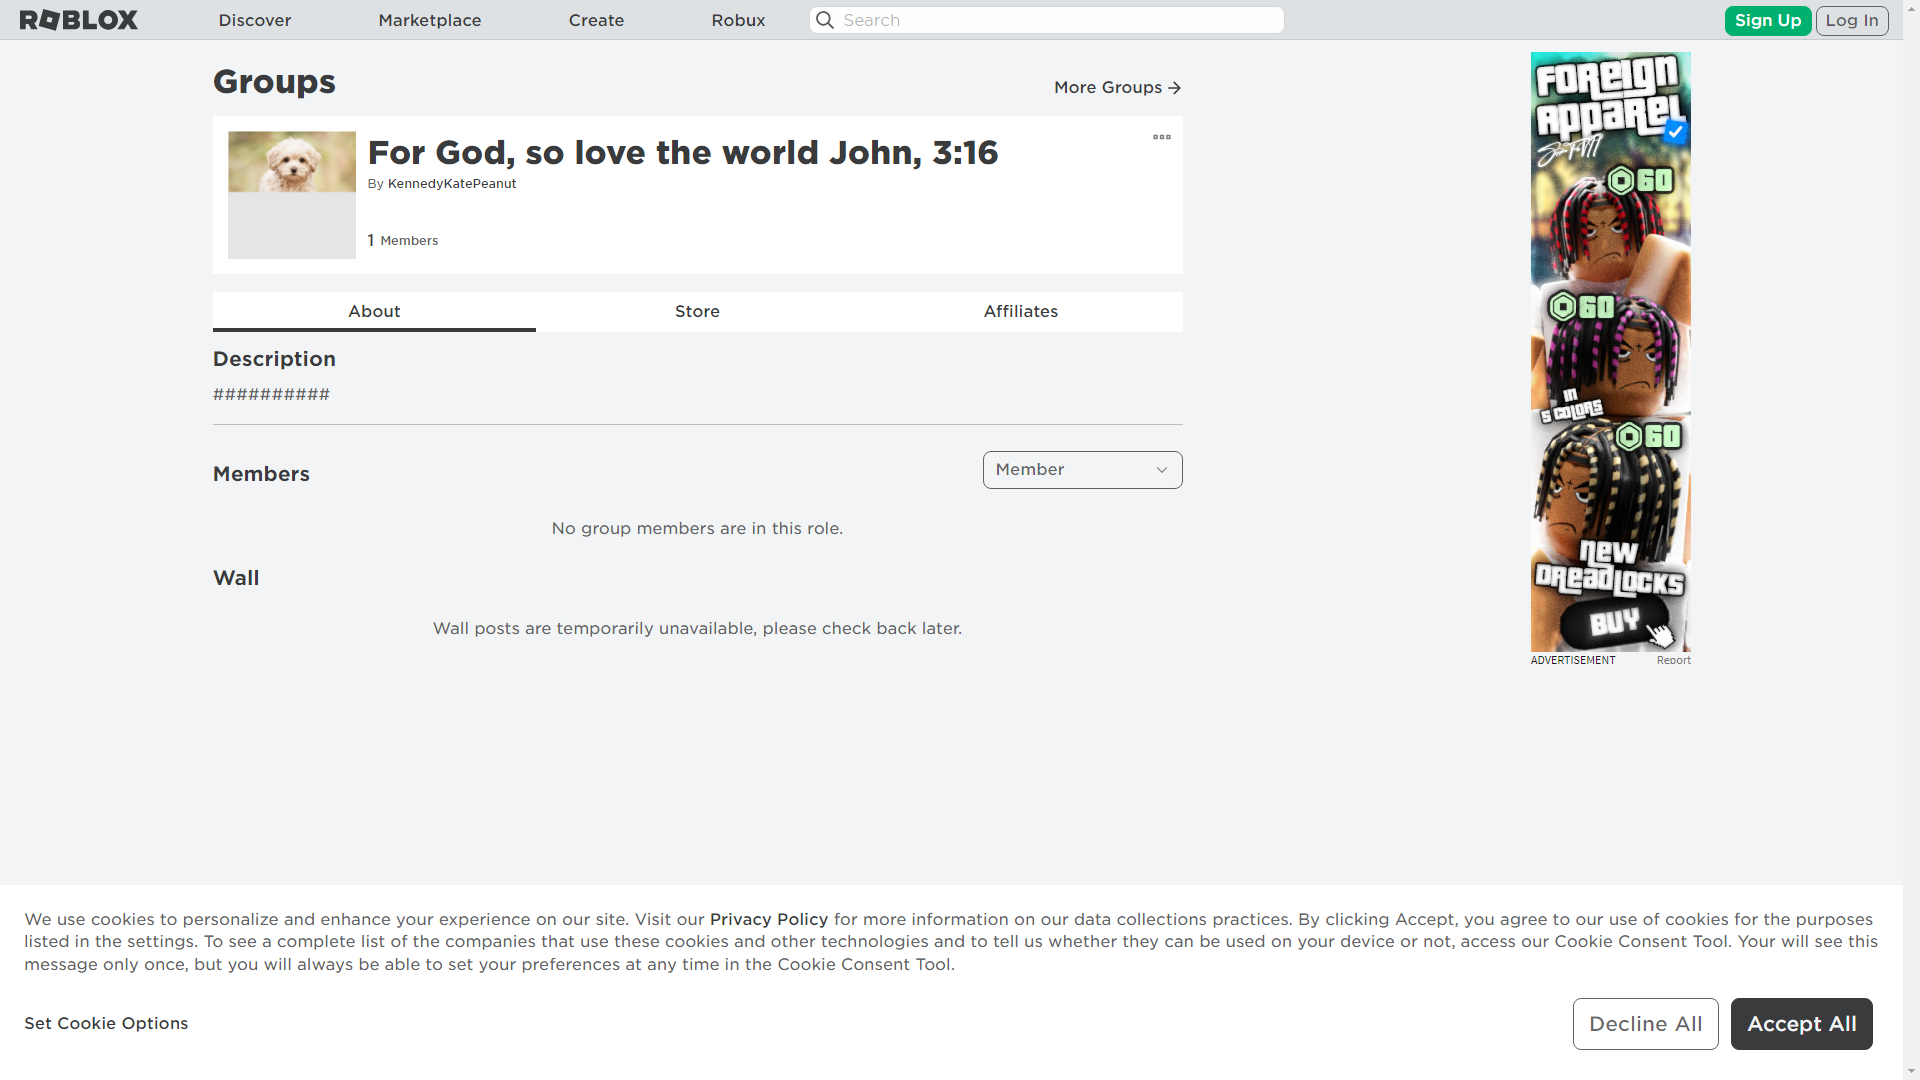 ROBLOX
Discover
Marketplace
Create
Robux
Search
Sign Up
Log In
Groups
More Groups
For God, so love the world John, 3:16
By KennedyKatePeanut
1 Members
About
Store
Affiliates
Description
##########
Members
Member
No group members are in this role.
Wall
Wall posts are temporarily unavailable, please check back later.
FOREIGN
APPAREL
60
60
IN
5 COLORS
60
NEW
DREADLOCKS
BUY
ADVERTISEMENT
Report
We use cookies to personalize and enhance your experience on our site. Visit our Privacy Policy for more information on our data collections practices. By clicking Accept, you agree to our use of cookies for the purposes
listed in the settings. To see a complete list of the companies that use these cookies and other technologies and to tell us whether they can be used on your device or not, access our Cookie Consent Tool. Your will see this
message only once, but you will always be able to set your preferences at any time in the Cookie Consent Tool.
Set Cookie Options
Decline All
Accept All